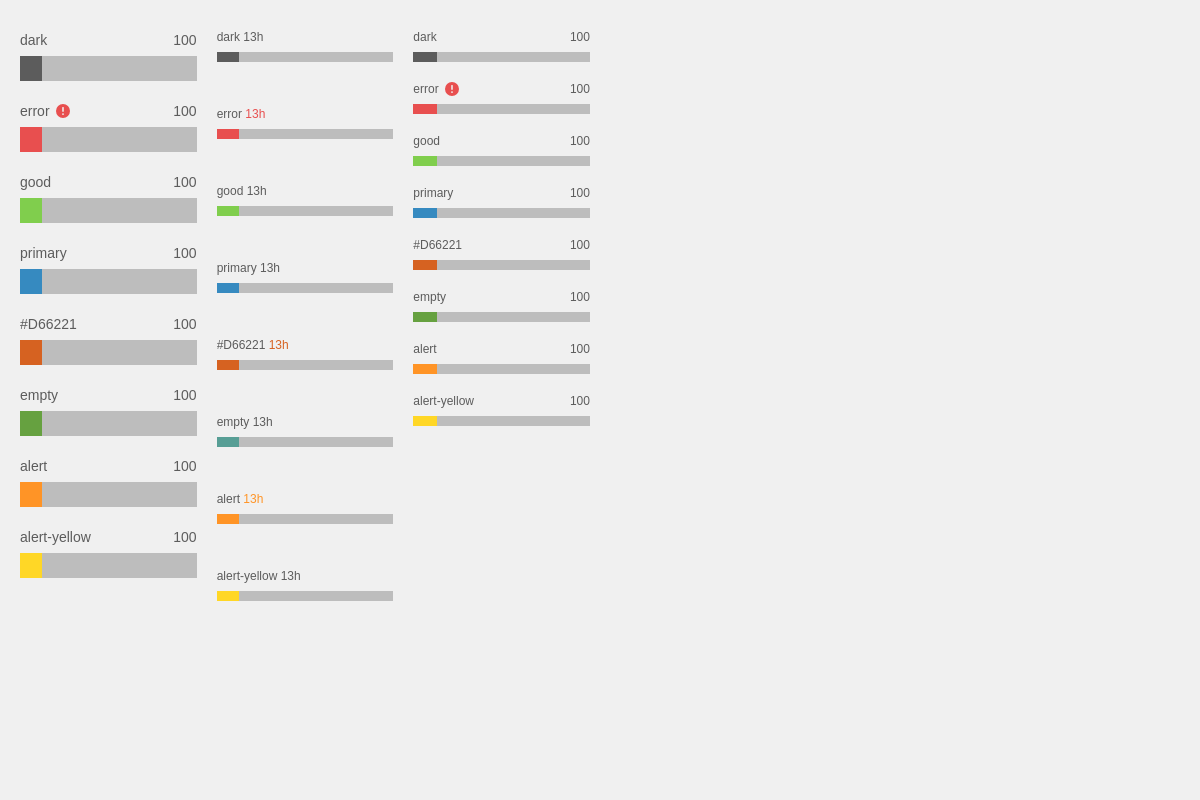 dark 100
error 100
good 100
primary 100
#D66221 100
empty 100
alert 100
alert-yellow 100
dark 13h
error 13h
good 13h
primary 13h
#D66221 13h
empty 13h
alert 13h
alert-yellow 13h
dark 100
error 100
good 100
primary 100
#D66221 100
empty 100
alert 100
alert-yellow 100